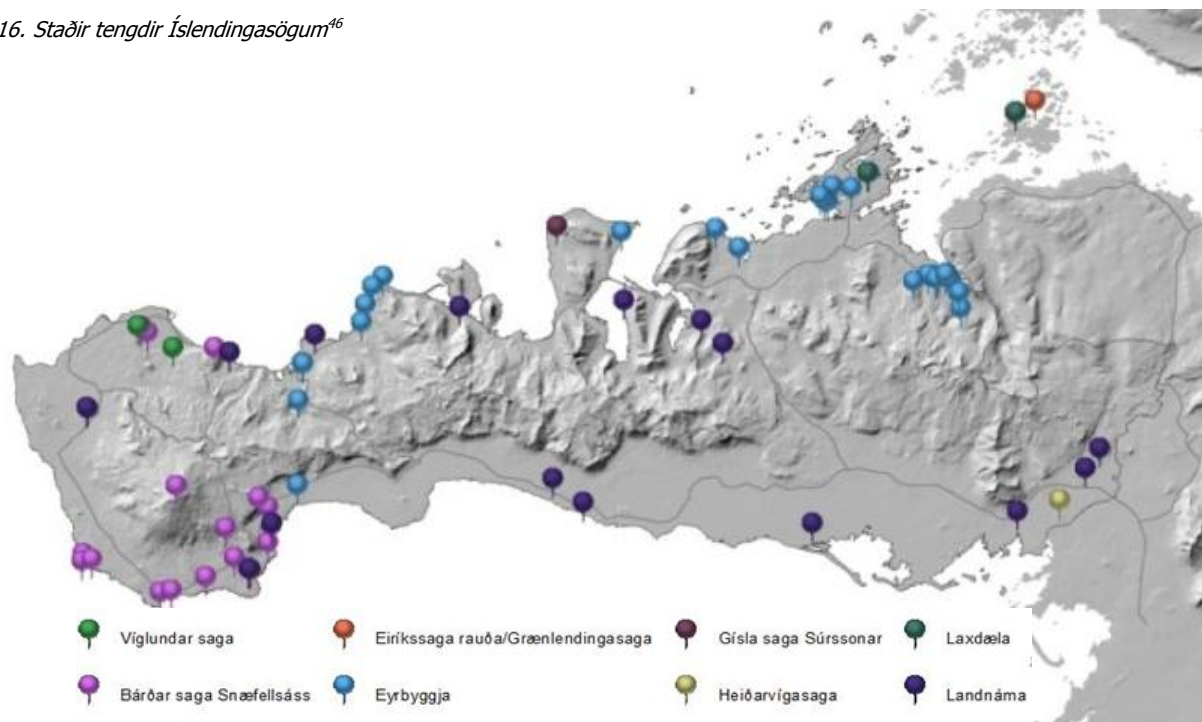 16. Staðir tengdir Íslendingasögum46
Víglundar saga
Eiríkssaga rauða/Grænlendingasaga
Gísla saga Súrssonar
Laxdæla
Bárðar saga Snæfellsáss
Eyrbyggja
Heiðarvígasaga
Landnáma